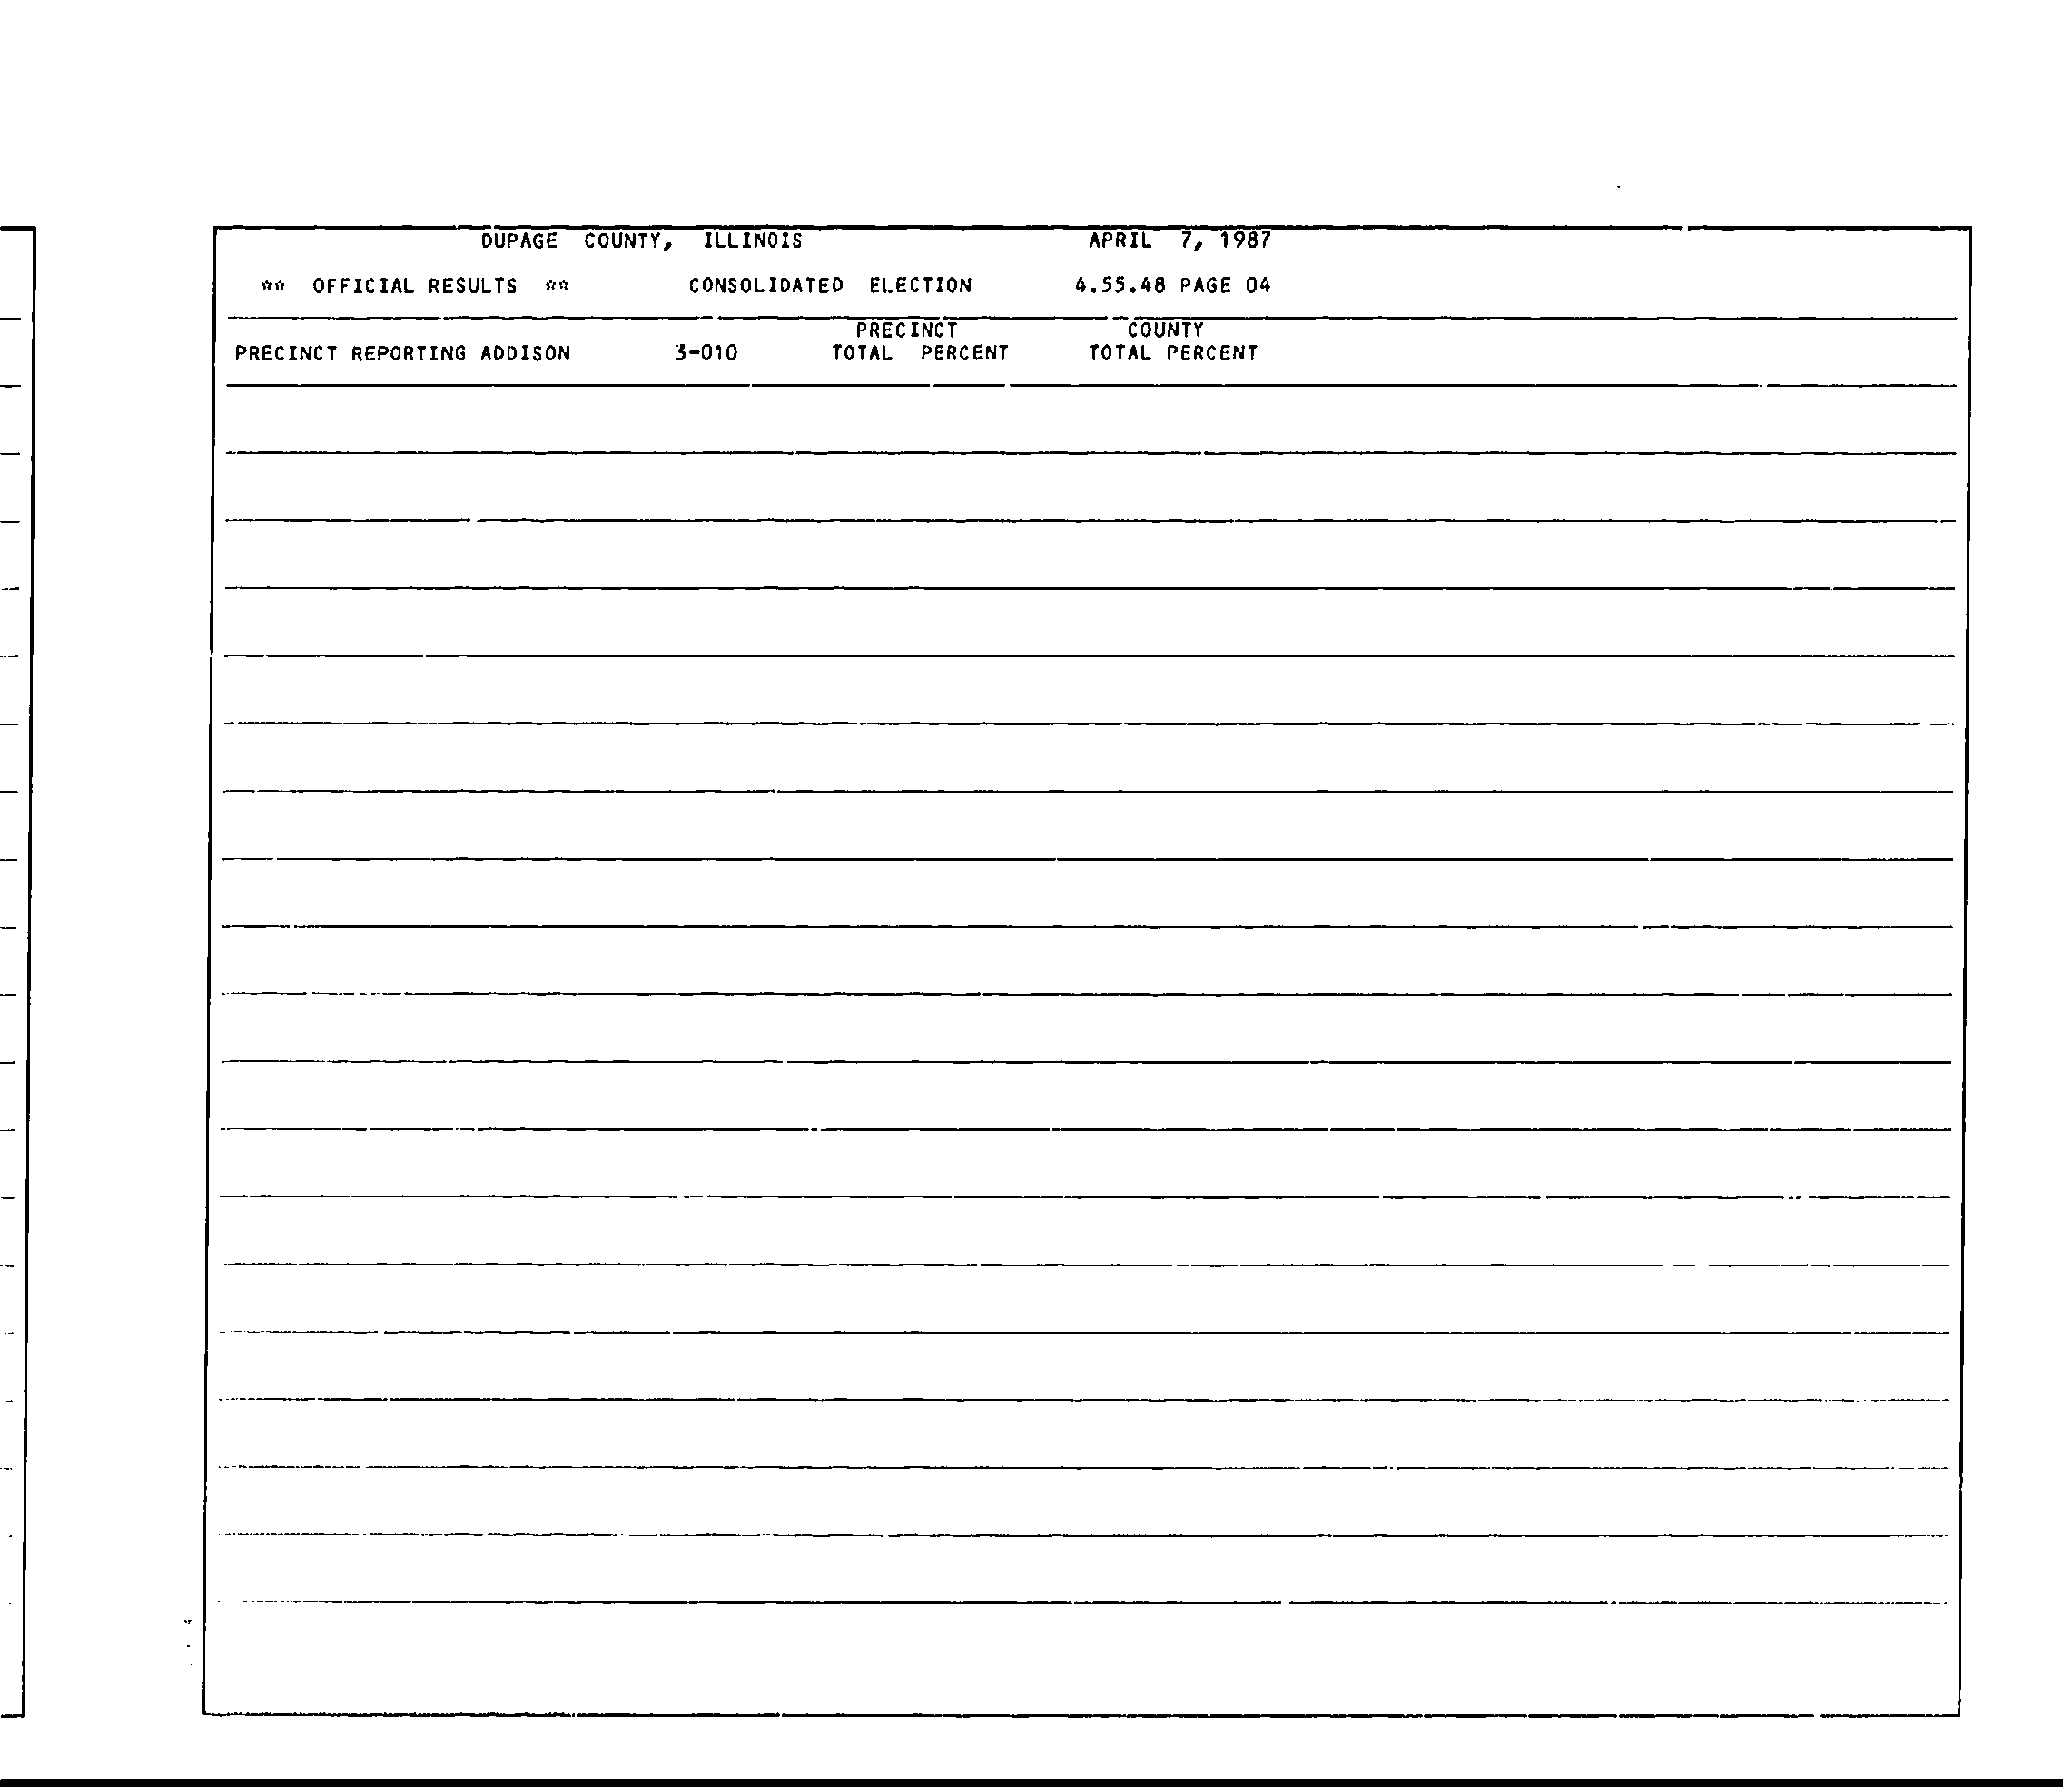 DUPAGE COUNTY, ILLINOIS APRIL 7, 1987
** OFFICIAL RESULTS ** CONSOLIDATED ELECTION 4.55.48 PAGE 04
PRECINCT COUNTY
PRECINCT REPORTING ADDISON 3-010 TOTAL PERCENT TOTAL PERCENT